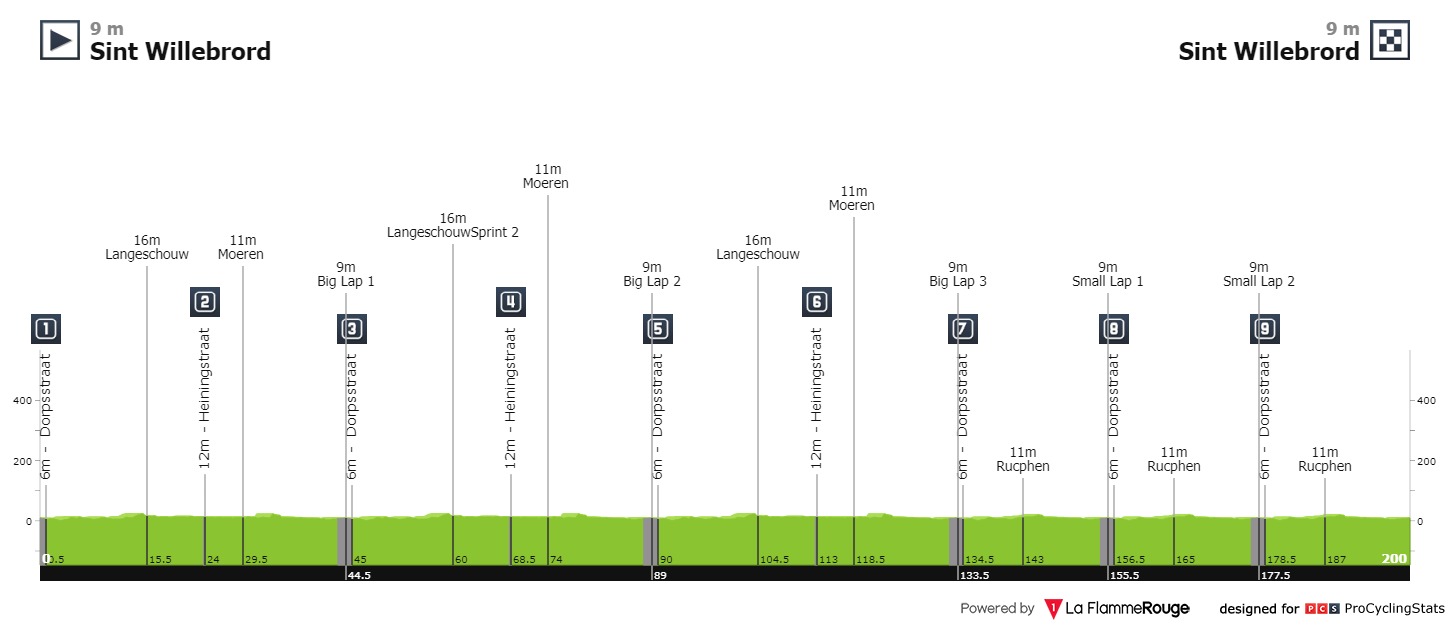 9 m
Sint Willebrord
9 m
Sint Willebrord
11m
Moeren
11m
Moeren
16m
LangeschouwSprint 2
16m
Langeschouw
11m
Moeren
16m
Langeschouw
9m
Big Lap 1
9m
Big Lap 2
9m
Big Lap 3
9m
Small Lap 1
9m
Small Lap 2
1
2
3
4
5
6
7
8
9
6m - Dorpsstraat
12m - Heiningstraat
6m - Dorpsstraat
12m - Heiningstraat
6m - Dorpsstraat
12m - Heiningstraat
6m - Dorpsstraat
6m - Dorpsstraat
6m - Dorpsstraat
11m
Rucphen
11m
Rucphen
11m
Rucphen
400
200
0
400
200
0
0 0.5 15.5 24 29.5 45 60 68.5 74 90 104.5 113 118.5 134.5 143 156.5 165 178.5 187 200
44.5 89 133.5 155.5 177.5
Powered by 1 La FlammeRouge designed for PCS ProCyclingStats